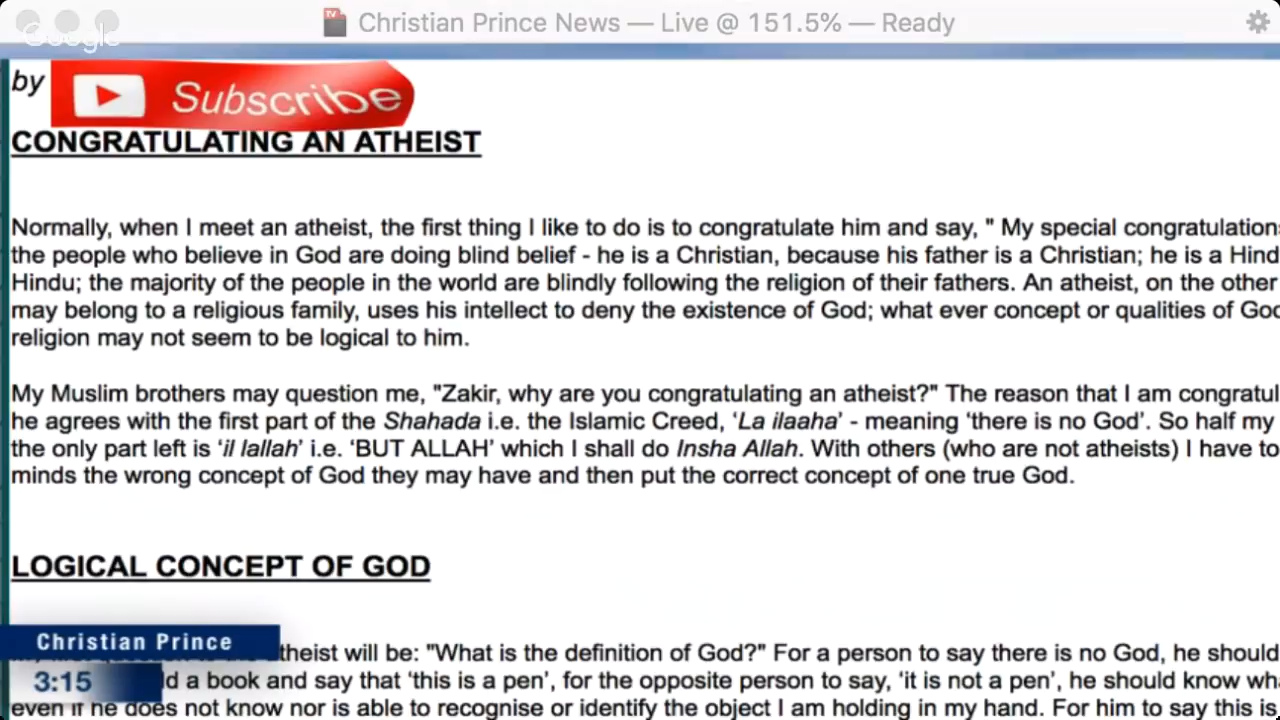 Christian Prince News — Live @ 151.5% — Ready
Google
by
Subscribe
CONGRATULATING AN ATHEIST
Normally, when I meet an atheist, the first thing I like to do is to congratulate him and say, " My special congratulations
the people who believe in God are doing blind belief - he is a Christian, because his father is a Christian; he is a Hind
Hindu; the majority of the people in the world are blindly following the religion of their fathers. An atheist, on the other
may belong to a religious family, uses his intellect to deny the existence of God; what ever concept or qualities of Go
religion may not seem to be logical to him.
My Muslim brothers may question me, "Zakir, why are you congratulating an atheist?" The reason that I am congratul
he agrees with the first part of the Shahada i.e. the Islamic Creed, ‘La ilaaha’ - meaning ‘there is no God’. So half my
the only part left is ‘il lallah’ i.e. ‘BUT ALLAH’ which I shall do Insha Allah. With others (who are not atheists) I have to
minds the wrong concept of God they may have and then put the correct concept of one true God.
LOGICAL CONCEPT OF GOD
theist will be: "What is the definition of God?" For a person to say there is no God, he should
ld a book and say that ‘this is a pen’, for the opposite person to say, ‘it is not a pen’, he should know wha
even if he does not know nor is able to recognise or identify the object I am holding in my hand. For him to say this is
Christian Prince
3:15